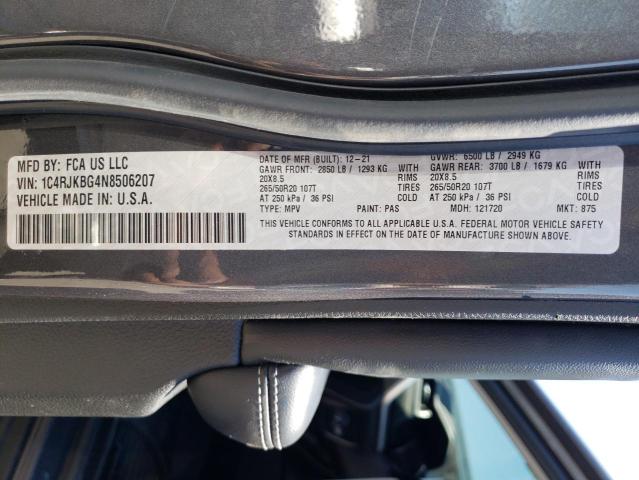 MFD BY: FCA US LLC
VIN: 1C4RJKBG4N8506207
VEHICLE MADE IN: U.S.A.
DATE OF MFR (BUILT): 12-21 GVWR: 6500 LB / 2949 KG
GAWR FRONT: 2850 LB / 1293 KG WITH GAWR REAR: 3700 LB / 1679 KG WITH
20X8.5 RIMS 20X8.5 RIMS
265/50R20 107T TIRES 265/50R20 107T TIRES
AT 250 kPa / 36 PSI COLD AT 250 kPa / 36 PSI COLD
TYPE: MPV PAINT: PAS MDH: 121720 MKT: 875
THIS VEHICLE CONFORMS TO ALL APPLICABLE U.S.A. FEDERAL MOTOR VEHICLE SAFETY
STANDARDS IN EFFECT ON THE DATE OF MANUFACTURE SHOWN ABOVE.